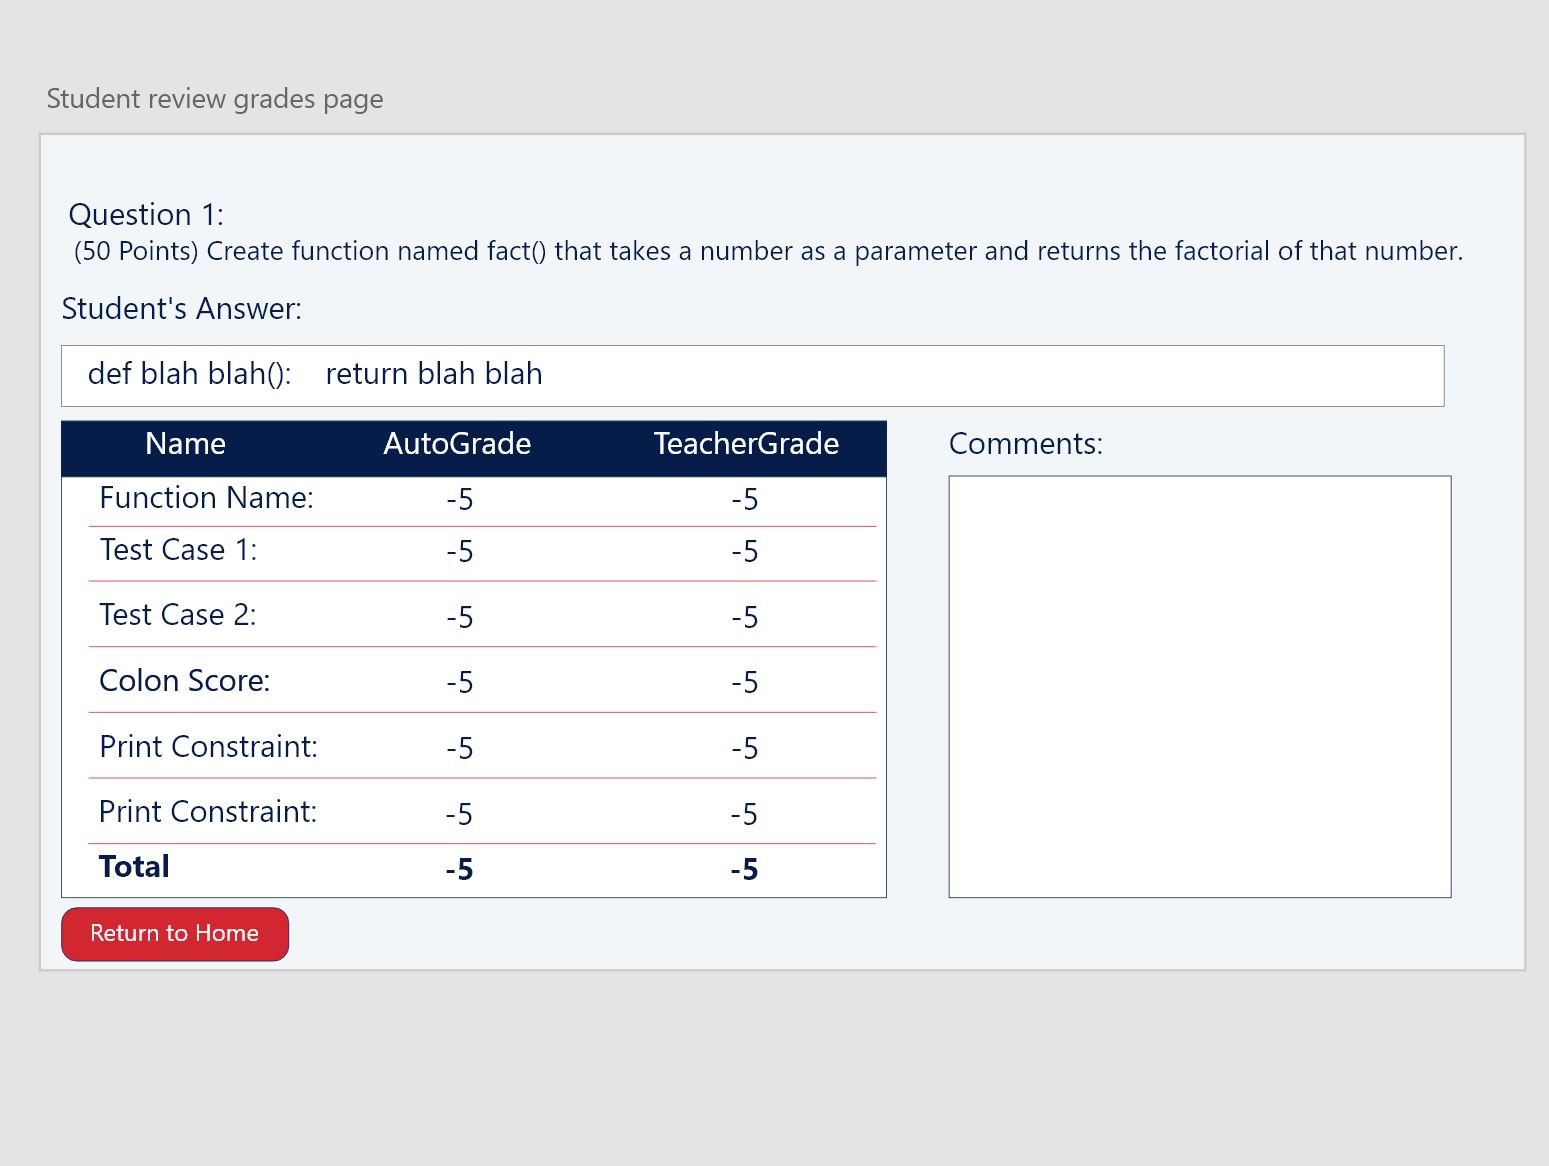 Student review grades page
Question 1:
(50 Points) Create function named fact() that takes a number as a parameter and returns the factorial of that number.
Student's Answer:
def blah blah():    return blah blah
Name AutoGrade TeacherGrade
Function Name: -5 -5
Test Case 1: -5 -5
Test Case 2: -5 -5
Colon Score: -5 -5
Print Constraint: -5 -5
Print Constraint: -5 -5
Total -5 -5
Comments:
Return to Home